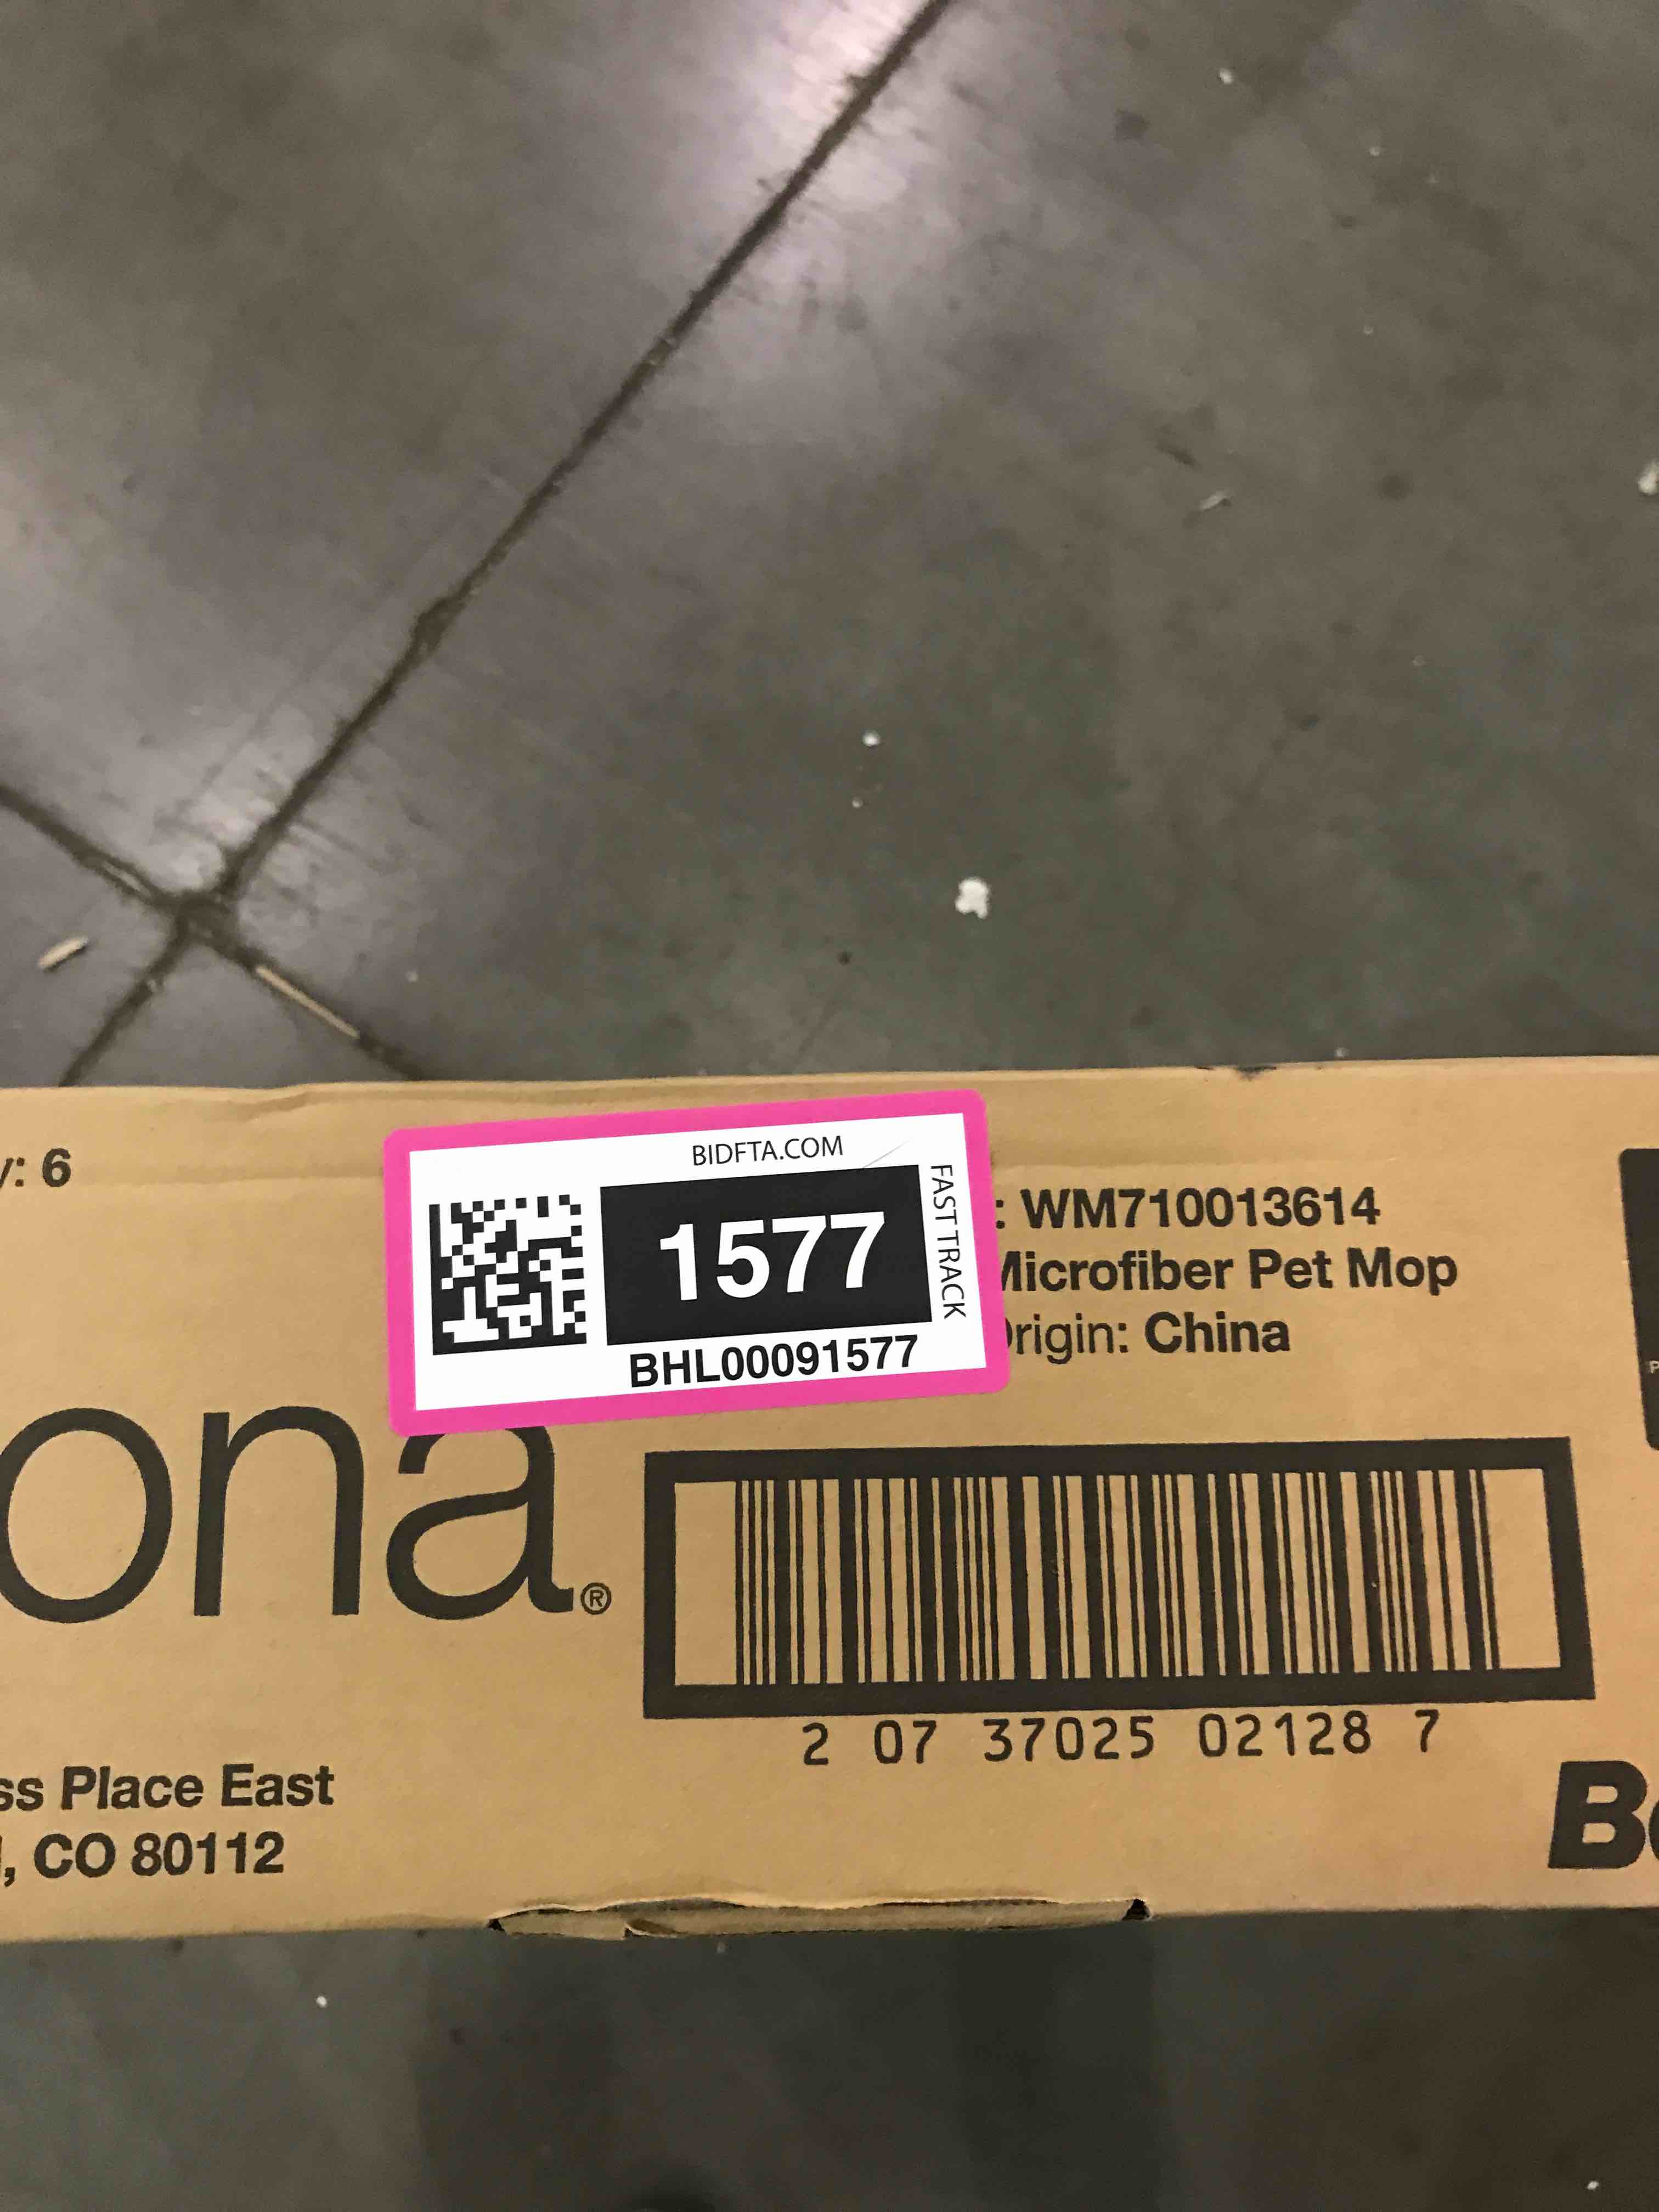 y: 6
BIDFTA.COM
1577
FAST TRACK
BHL00091577
: WM710013614
Microfiber Pet Mop
Origin: China
ona®
2 07 37025 02128 7
ss Place East
, CO 80112